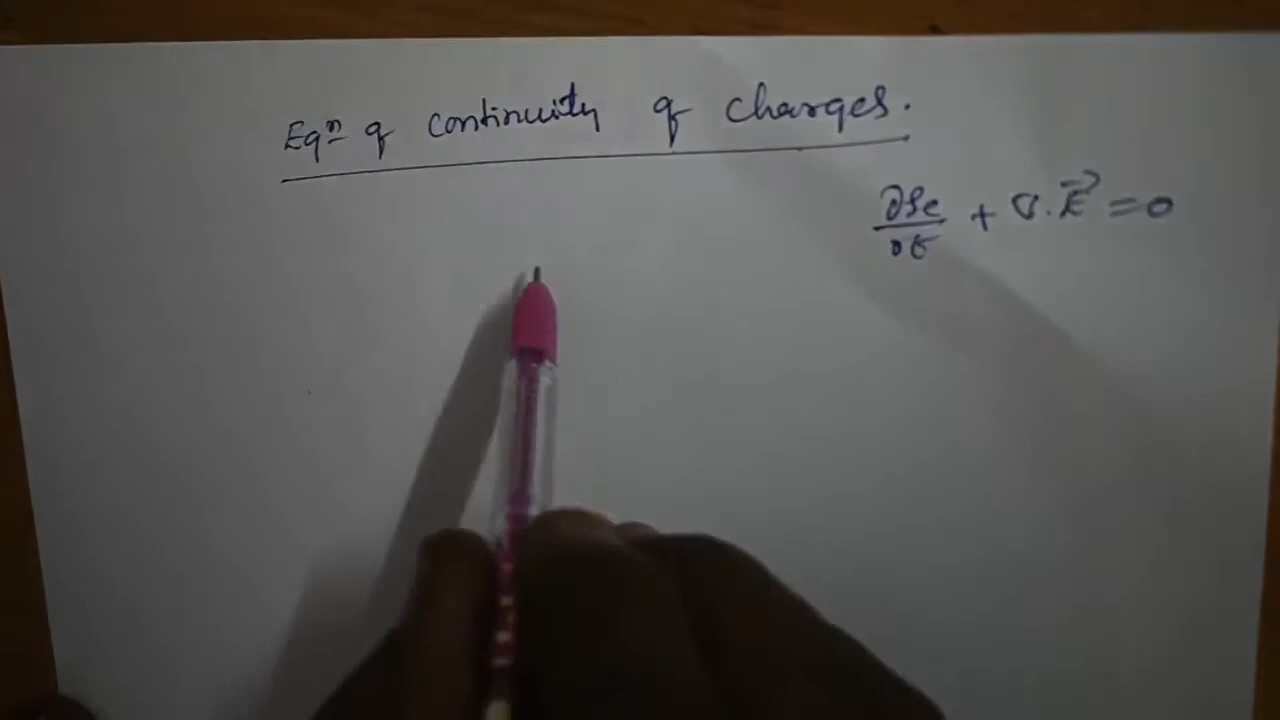 Eqⁿ of continuity of charges.
∂ρe/∂t + ∇.E⃗ = 0